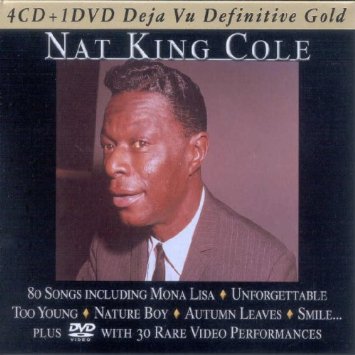 4CD+1DVD Deja Vu Definitive Gold
NAT KING COLE
80 SONGS INCLUDING MONA LISA ♦ UNFORGETTABLE
TOO YOUNG ♦ NATURE BOY ♦ AUTUMN LEAVES ♦ SMILE...
PLUS DVD VIDEO WITH 30 RARE VIDEO PERFORMANCES